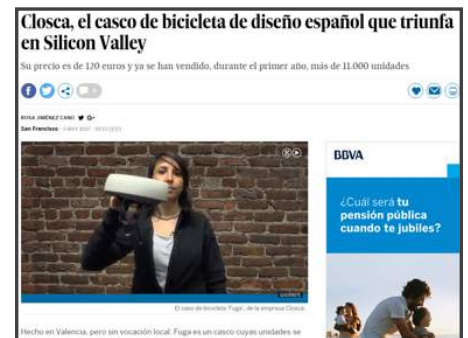 Closca, el casco de bicicleta de diseño español que triunfa
en Silicon Valley
Su precio es de 120 euros y ya se han vendido, durante el primer año, más de 11.000 unidades
ROSA JIMÉNEZ CANO
San Francisco
BBVA
¿Cuál será tu
pensión pública
cuando te jubiles?
El casco de bicicleta 'Fuga', de la empresa Closca.
Hecho en Valencia, pero sin vocación local. Fuga es un casco cuyas unidades se